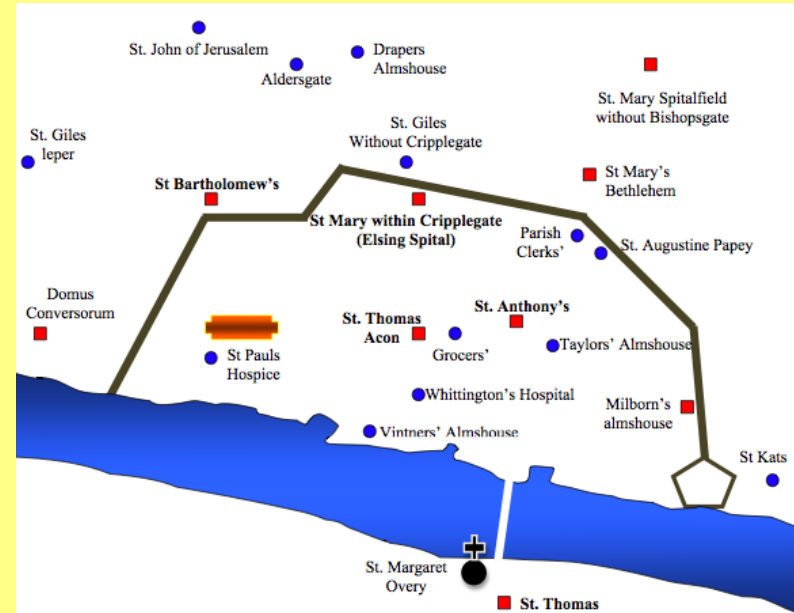 St. John of Jerusalem
Aldersgate
Drapers
Almshouse
St. Mary Spitalfield
without Bishopsgate
St. Giles
leper
St. Giles
Without Cripplegate
St Bartholomew's
St Mary's
Bethlehem
St Mary within Cripplegate
(Elsing Spital)
Parish
Clerks'
St. Augustine Papey
Domus
Conversorum
St. Thomas
Acon
St. Anthony's
Grocers'
Taylors' Almshouse
St Pauls
Hospice
Whittington's Hospital
Milborn's
almshouse
Vintners' Almshouse
St Kats
St. Margaret
Overy
St. Thomas